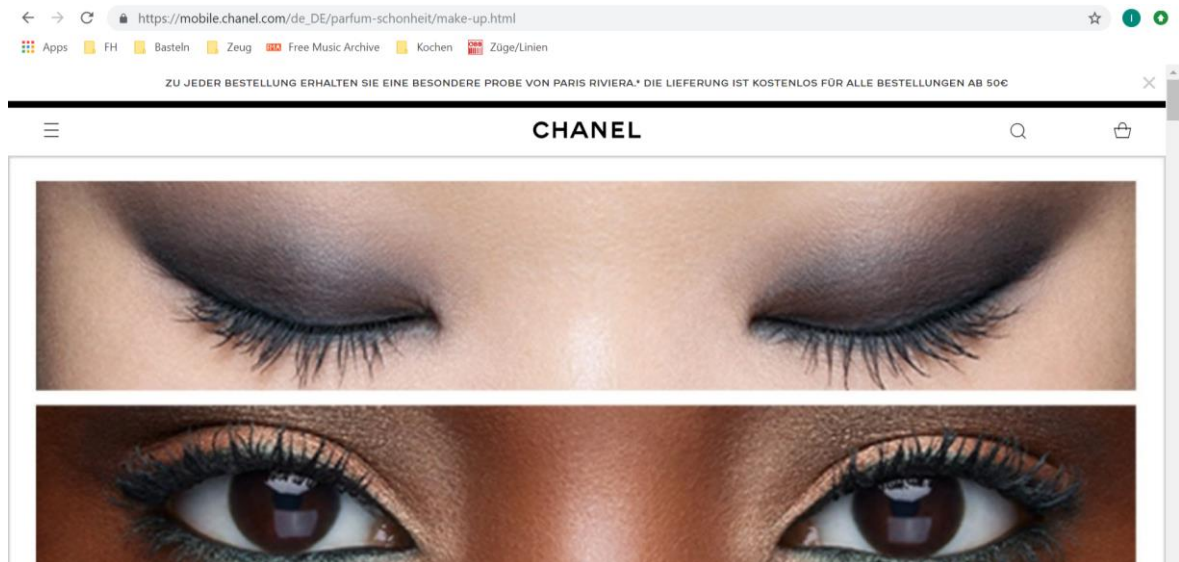 https://mobile.chanel.com/de_DE/parfum-schonheit/make-up.html
Apps FH Basteln Zeug Free Music Archive Kochen Züge/Linien
ZU JEDER BESTELLUNG ERHALTEN SIE EINE BESONDERE PROBE VON PARIS RIVIERA.* DIE LIEFERUNG IST KOSTENLOS FÜR ALLE BESTELLUNGEN AB 50€
CHANEL